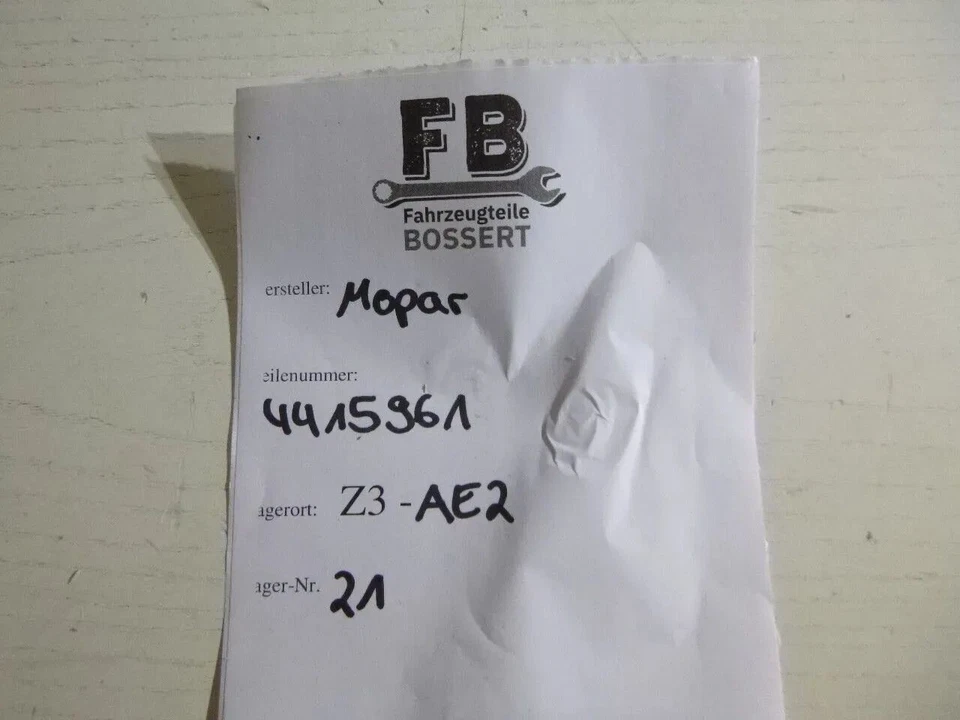 FB
Fahrzeugteile
BOSSERT
ersteller: Mopar
eilenummer:
4415961
agerort: Z3 - AE2
ager-Nr. 21